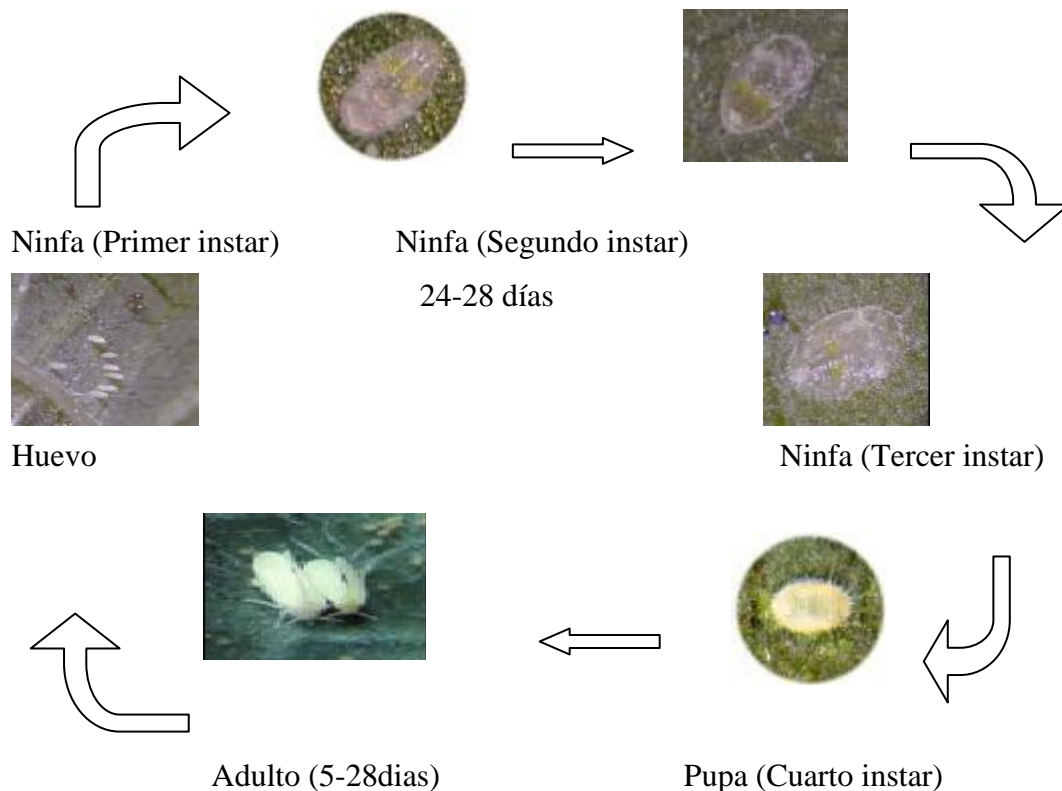 Ninfa (Primer instar)
Ninfa (Segundo instar)
24-28 días
Huevo
Ninfa (Tercer instar)
Adulto (5-28dias)
Pupa (Cuarto instar)